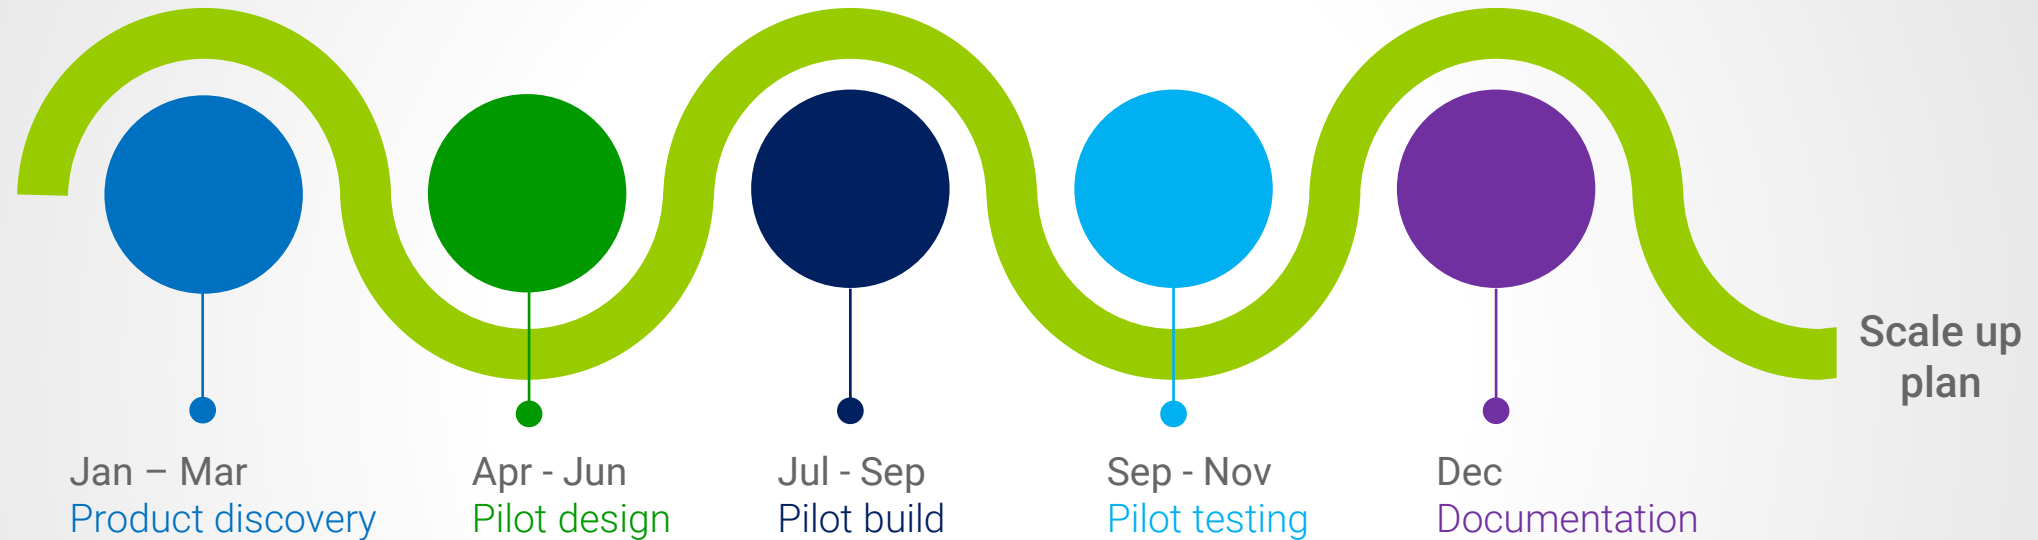 Scale up
plan
Jan – Mar
Product discovery
Apr - Jun
Pilot design
Jul - Sep
Pilot build
Sep - Nov
Pilot testing
Dec
Documentation